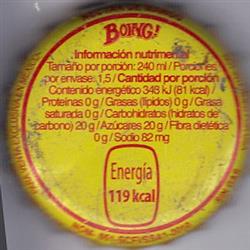 BOING!
Información nutrimental
Tamaño por porción: 240 ml / Porciones
por envase: 1,5 / Cantidad por porción
Contenido energético 343 kJ (81 kcal) /
Proteínas 0 g / Grasas (lípidos) 0 g / Grasa
saturada 0 g / Carbohidratos (hidratos de
carbono) 20 g / Azúcares 20 g / Fibra dietética
0 g / Sodio 82 mg
Energía
119 kcal